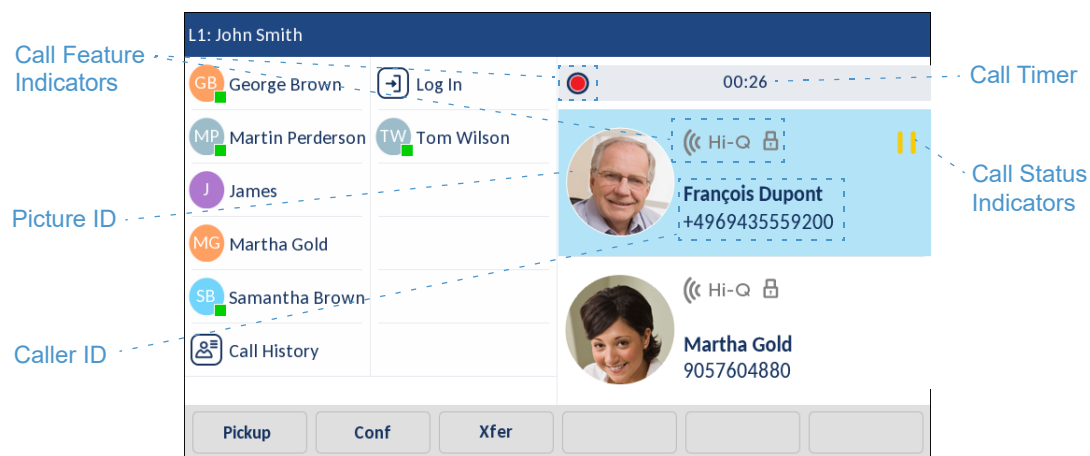 L1: John Smith
Call Feature
Indicators
GB George Brown
Log In
00:26
Call Timer
MP Martin Perderson
TW Tom Wilson
Hi-Q
J James
François Dupont
+4969435559200
Call Status
Indicators
Picture ID
MG Martha Gold
SB Samantha Brown
Hi-Q
Caller ID
Call History
Martha Gold
9057604880
Pickup
Conf
Xfer